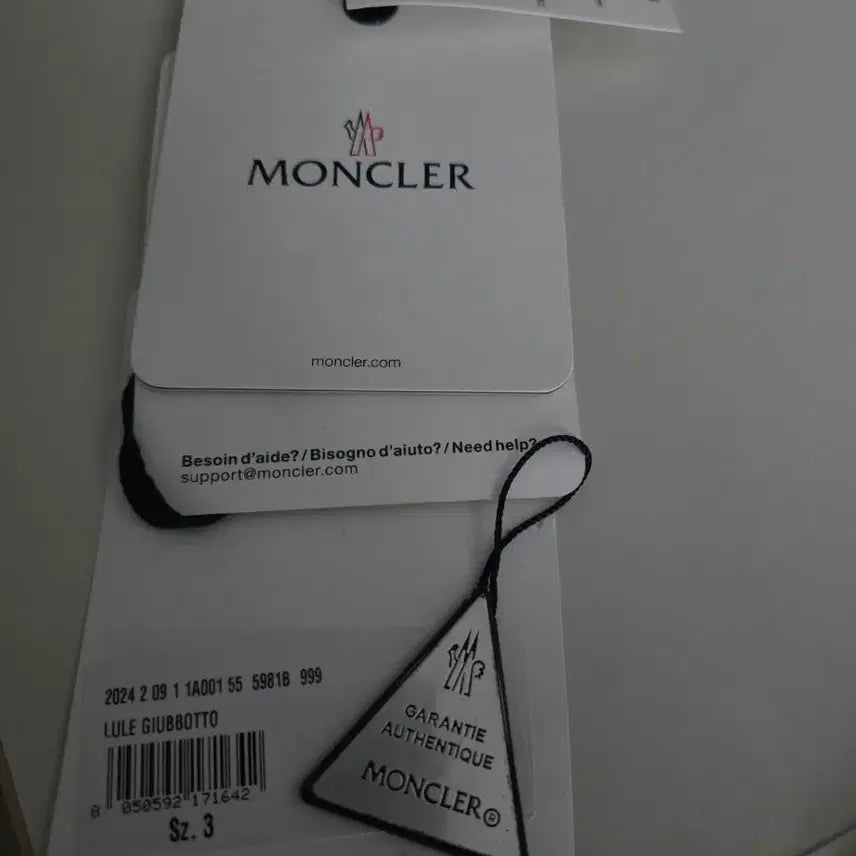 MONCLER
moncler.com
Besoin d'aide?/Bisogno d'aiuto?/Need help?
support@moncler.com
2024 2 09 1 1A001 55 5981B 999
LULE GIUBBOTTO
8 050592 171642
Sz. 3
GARANTIE
AUTHENTIQUE
MONCLER®